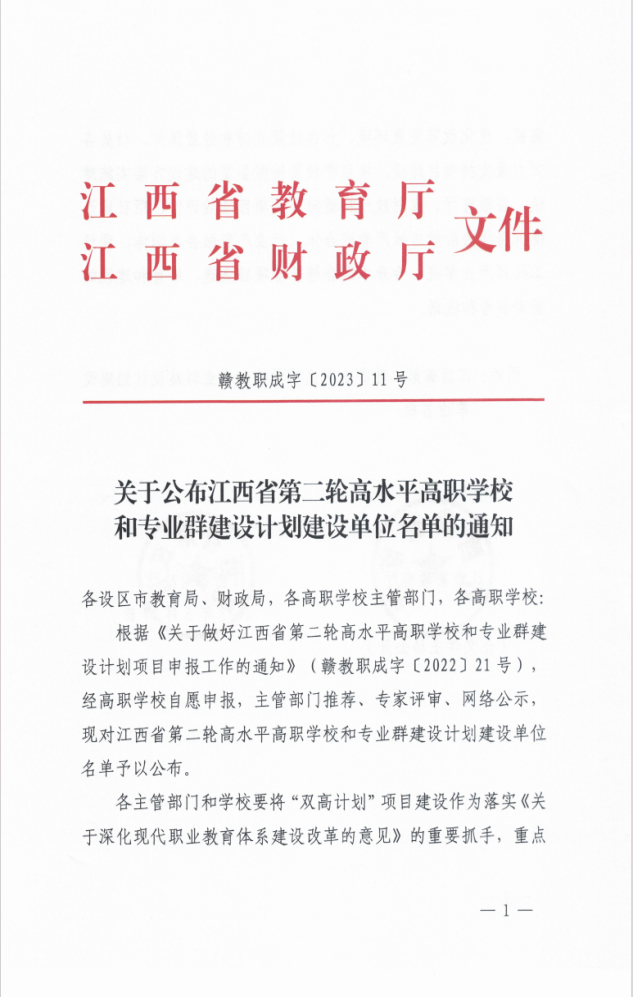 江西省教育厅
江西省财政厅
文件
赣教职成字〔2023〕11号
关于公布江西省第二轮高水平高职学校
和专业群建设计划建设单位名单的通知
各设区市教育局、财政局，各高职学校主管部门，各高职学校：
根据《关于做好江西省第二轮高水平高职学校和专业群建
设计划项目申报工作的通知》（赣教职成字〔2022〕21号），
经高职学校自愿申报，主管部门推荐、专家评审、网络公示，
现对江西省第二轮高水平高职学校和专业群建设计划建设单位
名单予以公布。
各主管部门和学校要将“双高计划”项目建设作为落实《关
于深化现代职业教育体系建设改革的意见》的重要抓手，重点
— 1 —